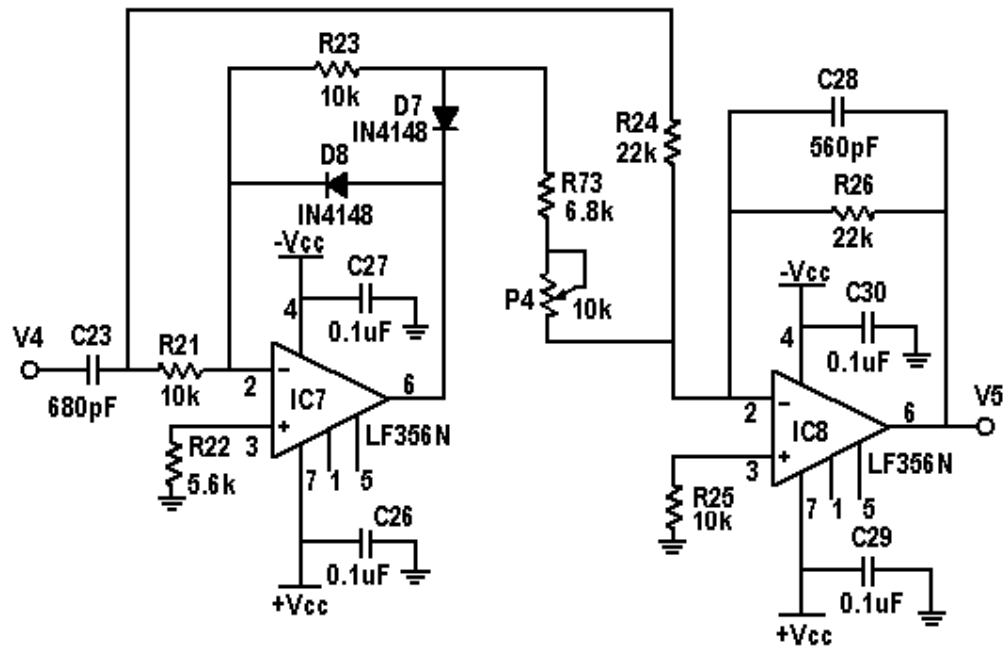 R23
10k
D7
IN4148
D8
IN4148
C28
560pF
R24
22k
R26
22k
R73
6.8k
P4
10k
-Vcc
C27
0.1uF
4
-Vcc
C30
0.1uF
4
V4
C23
680pF
R21
10k
2
-
IC7
6
3
+
LF356N
R22
5.6k
7
1
5
C26
0.1uF
+Vcc
2
-
IC8
6
V5
3
+
LF356N
R25
10k
7
1
5
C29
0.1uF
+Vcc